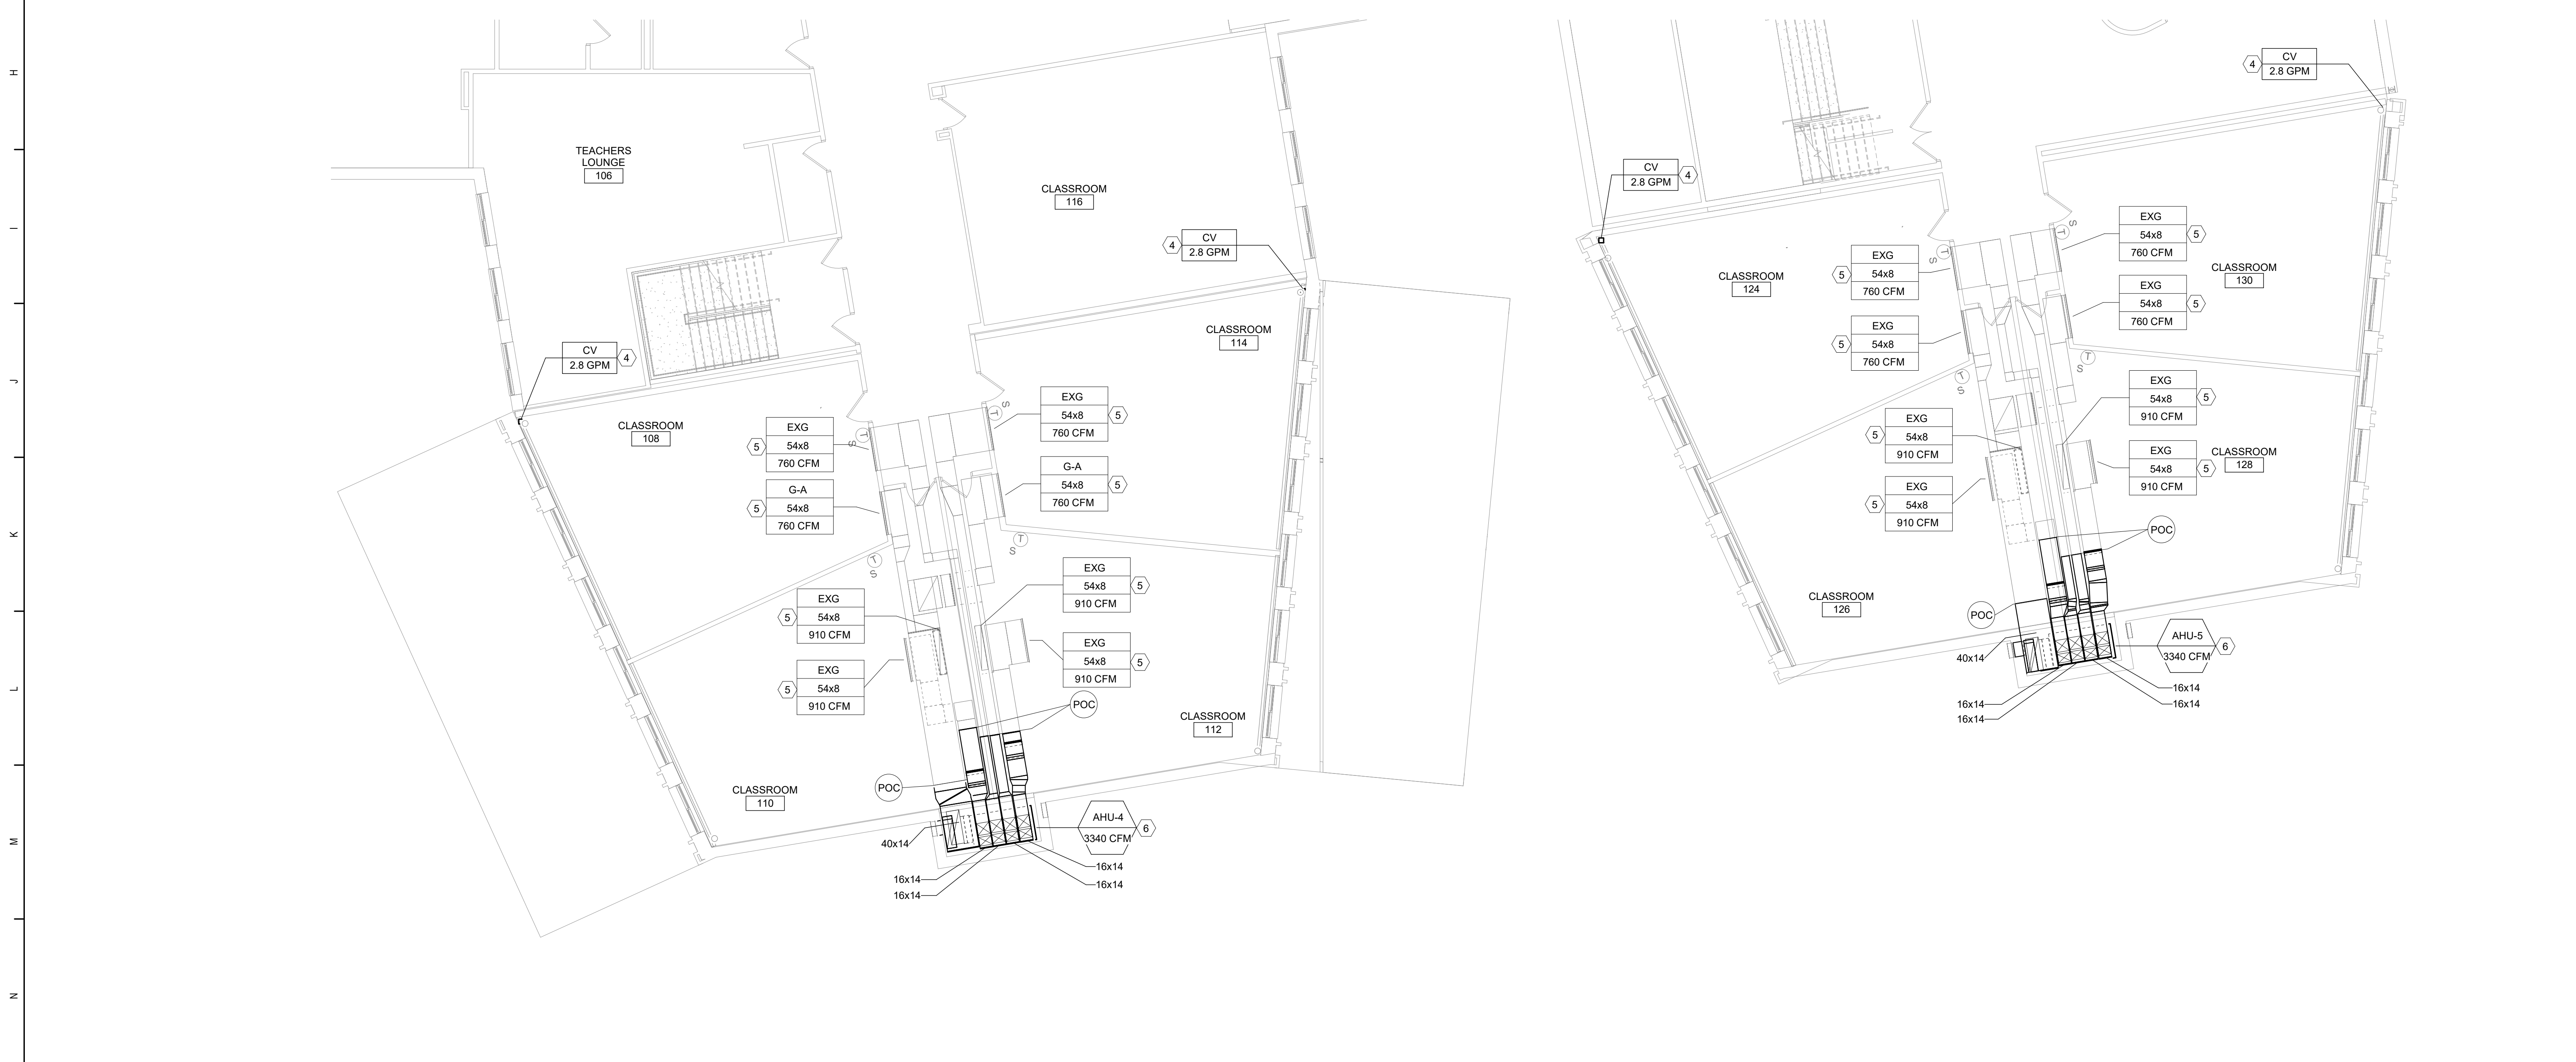 H
I
J
K
L
M
N
TEACHERS
LOUNGE
106
CLASSROOM
116
4
CV
2.8 GPM
CLASSROOM
114
CV
2.8 GPM
4
CLASSROOM
108
5
EXG
54x8
760 CFM
S
T
5
G-A
54x8
760 CFM
T
S
EXG
54x8
760 CFM
5
S
T
G-A
54x8
760 CFM
5
T
S
5
EXG
54x8
910 CFM
5
EXG
54x8
910 CFM
EXG
54x8
910 CFM
5
EXG
54x8
910 CFM
5
POC
CLASSROOM
112
CLASSROOM
110
POC
40x14
AHU-4
3340 CFM
6
16x14
16x14
16x14
16x14
4
CV
2.8 GPM
CV
2.8 GPM
4
CLASSROOM
124
5
EXG
54x8
760 CFM
T
S
5
EXG
54x8
760 CFM
T
S
EXG
54x8
760 CFM
5
S
T
CLASSROOM
130
EXG
54x8
760 CFM
5
T
S
5
EXG
54x8
910 CFM
5
EXG
54x8
910 CFM
EXG
54x8
910 CFM
5
EXG
54x8
910 CFM
5
CLASSROOM
128
POC
CLASSROOM
126
POC
40x14
AHU-5
3340 CFM
6
16x14
16x14
16x14
16x14